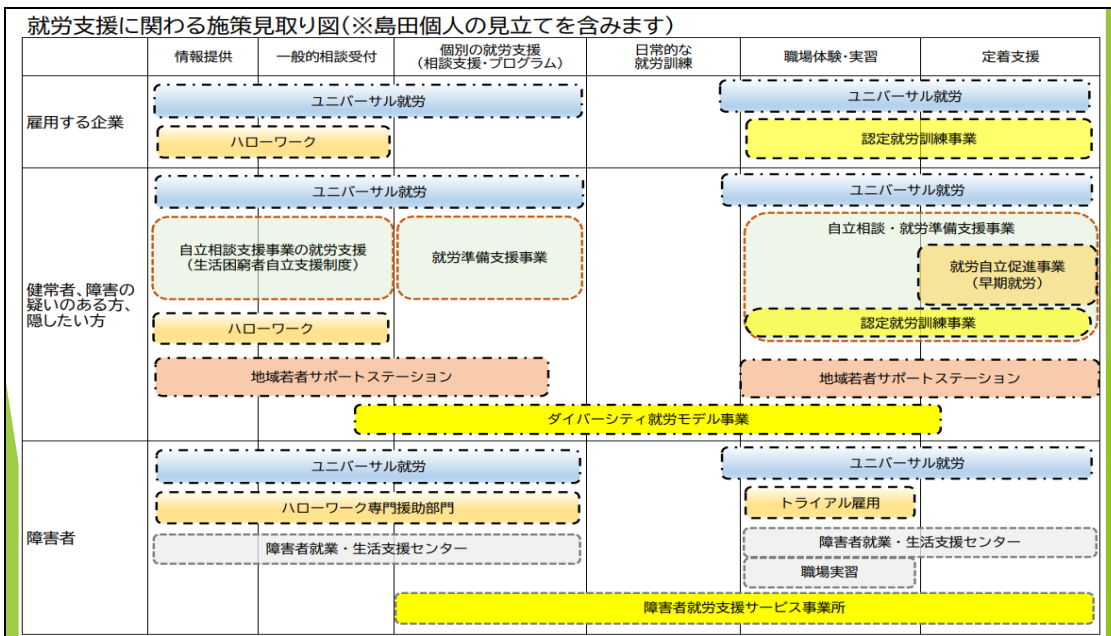 就労支援に関わる施策見取り図(※島田個人の見立てを含みます)
情報提供
一般的相談受付
個別の就労支援
(相談支援・プログラム)
日常的な
就労訓練
職場体験・実習
定着支援
雇用する企業
ユニバーサル就労
ユニバーサル就労
ハローワーク
認定就労訓練事業
健常者、障害の
疑いのある方、
隠したい方
ユニバーサル就労
ユニバーサル就労
自立相談支援事業の就労支援
(生活困窮者自立支援制度)
就労準備支援事業
自立相談・就労準備支援事業
就労自立促進事業
(早期就労)
ハローワーク
認定就労訓練事業
地域若者サポートステーション
地域若者サポートステーション
ダイバーシティ就労モデル事業
障害者
ユニバーサル就労
ユニバーサル就労
ハローワーク専門援助部門
トライアル雇用
障害者就業・生活支援センター
障害者就業・生活支援センター
職場実習
障害者就労支援サービス事業所